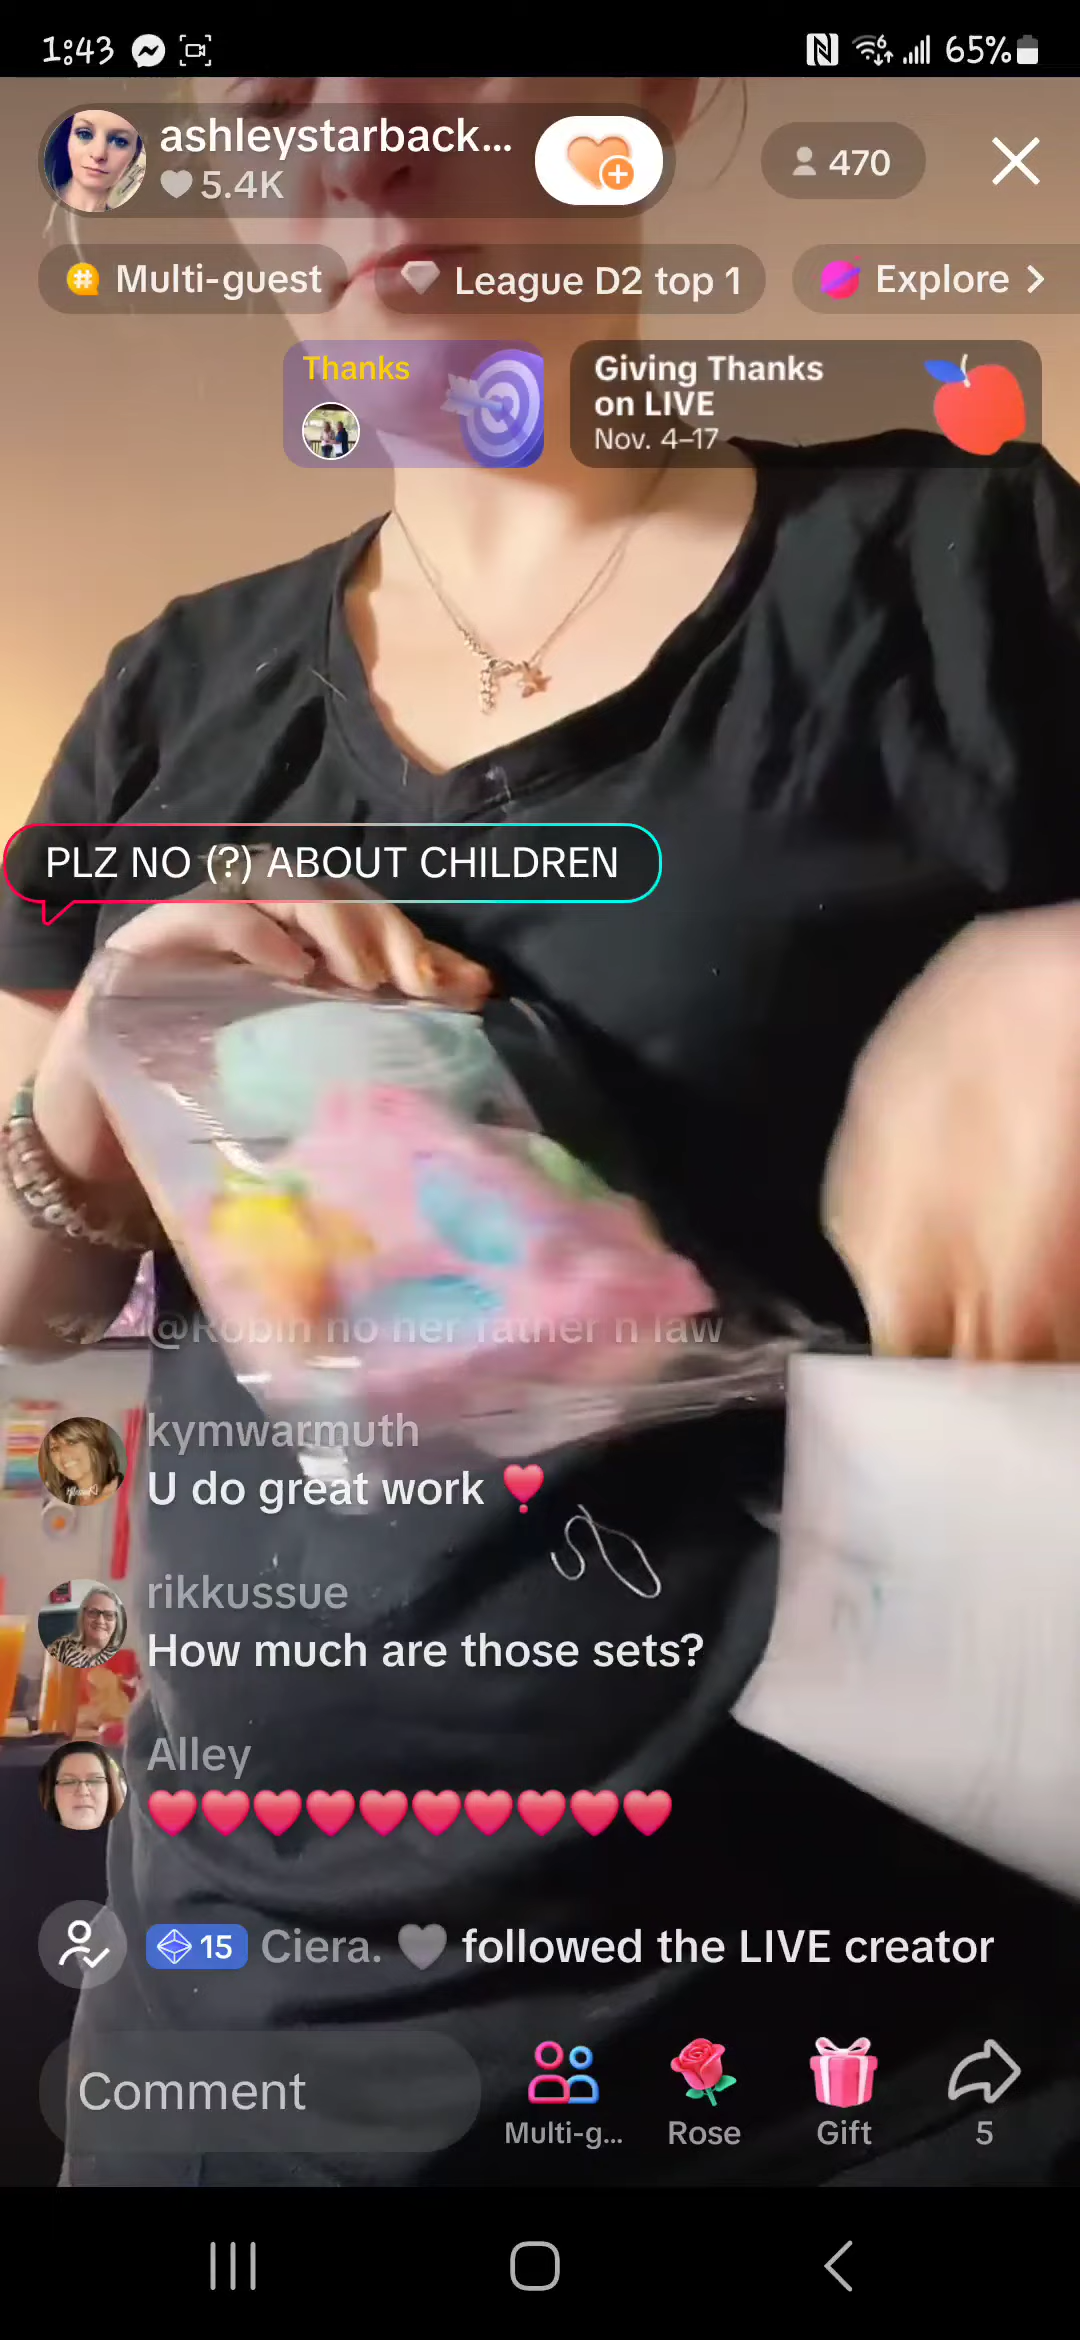 1:43
65%
ashleystarback...
5.4K
470
Multi-guest
League D2 top 1
Explore >
Thanks
Giving Thanks
on LIVE
Nov. 4–17
PLZ NO (?) ABOUT CHILDREN
@Robin no her father n law
kymwarmuth
U do great work ❣️
rikkussue
How much are those sets?
Alley
❤️❤️❤️❤️❤️❤️❤️❤️❤️❤️
15 Ciera. 🩶 followed the LIVE creator
Comment
Multi-g...
Rose
Gift
5